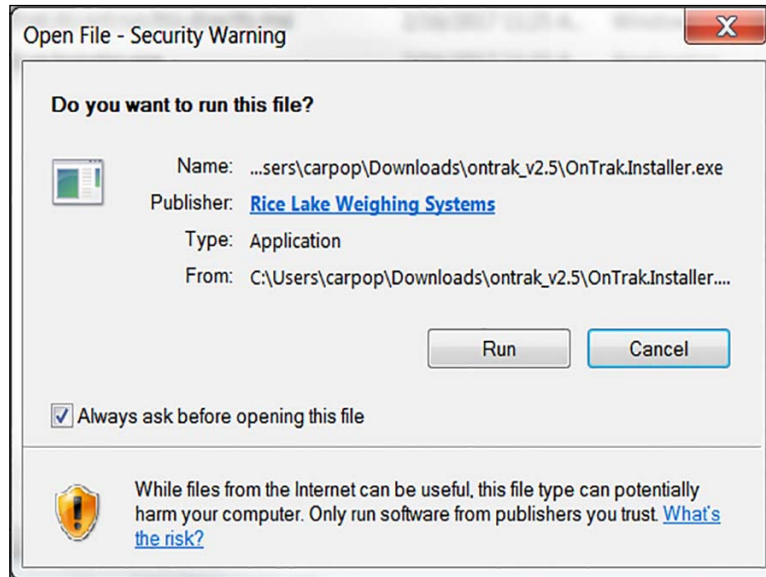 Open File - Security Warning
Do you want to run this file?
Name: ...sers\carpop\Downloads\ontrak_v2.5\OnTrak.Installer.exe
Publisher: Rice Lake Weighing Systems
Type: Application
From: C:\Users\carpop\Downloads\ontrak_v2.5\OnTrak.Installer....
Run Cancel
Always ask before opening this file
While files from the Internet can be useful, this file type can potentially
harm your computer. Only run software from publishers you trust. What's
the risk?